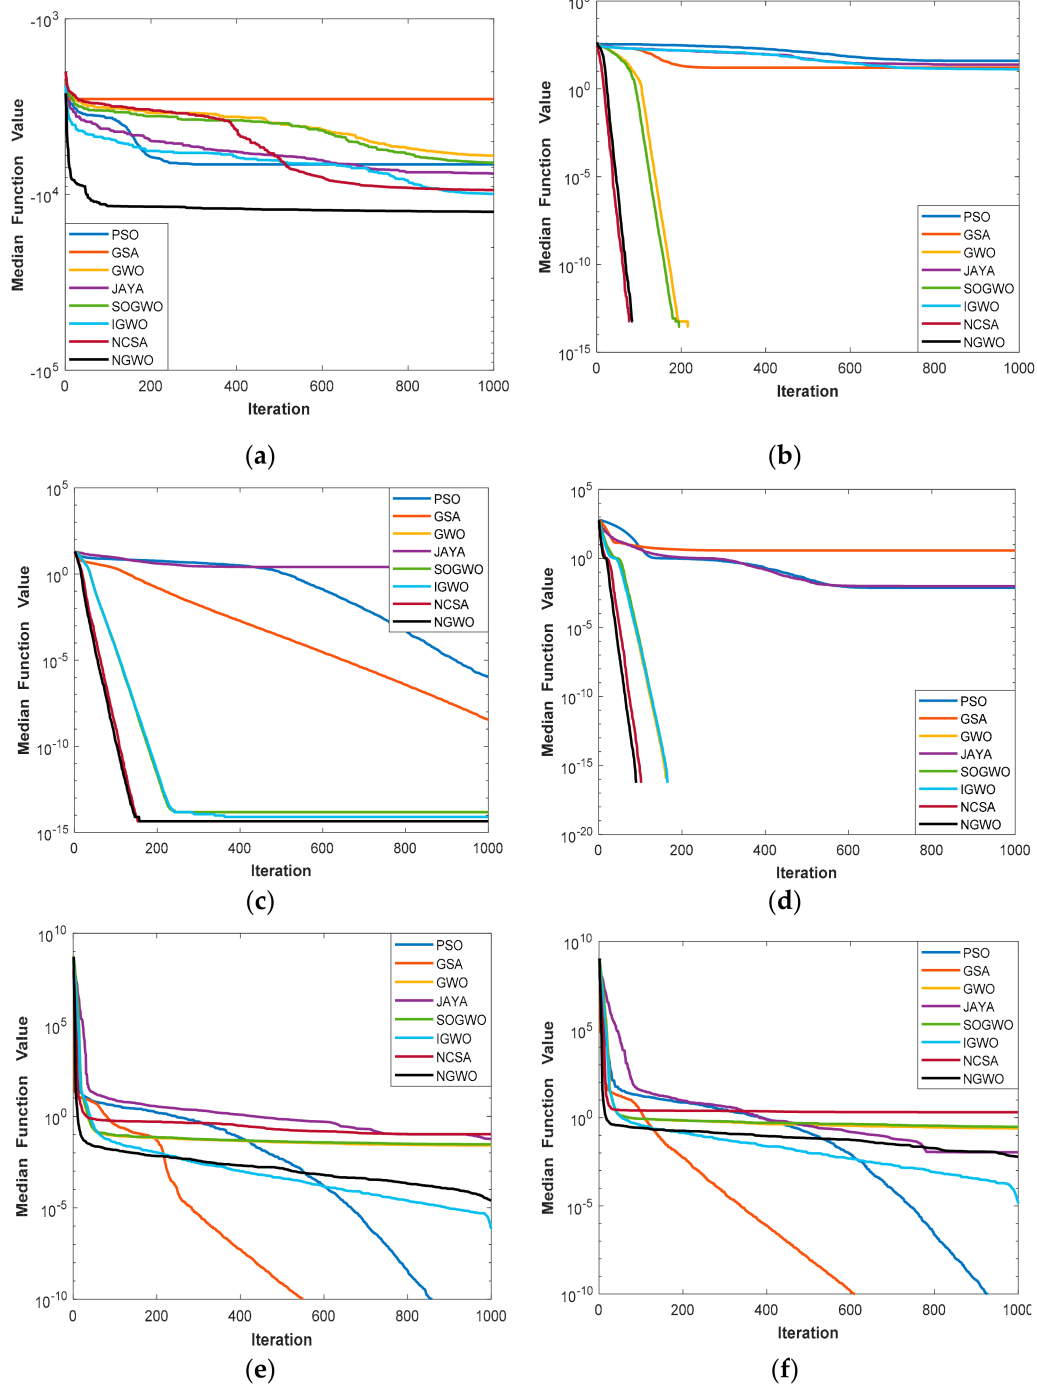 -10^3
-10^4
-10^5
Median Function Value
0 200 400 600 800 1000
Iteration
PSO
GSA
GWO
JAYA
SOGWO
IGWO
NCSA
NGWO
(a)
10^5
10^0
10^-5
10^-10
10^-15
Median Function Value
0 200 400 600 800 1000
Iteration
PSO
GSA
GWO
JAYA
SOGWO
IGWO
NCSA
NGWO
(b)
10^5
10^0
10^-5
10^-10
10^-15
Median Function Value
0 200 400 600 800 1000
Iteration
PSO
GSA
GWO
JAYA
SOGWO
IGWO
NCSA
NGWO
(c)
10^5
10^0
10^-5
10^-10
10^-15
10^-20
Median Function Value
0 200 400 600 800 1000
Iteration
PSO
GSA
GWO
JAYA
SOGWO
IGWO
NCSA
NGWO
(d)
10^10
10^5
10^0
10^-5
10^-10
Median Function Value
0 200 400 600 800 1000
Iteration
PSO
GSA
GWO
JAYA
SOGWO
IGWO
NCSA
NGWO
(e)
10^10
10^5
10^0
10^-5
10^-10
Median Function Value
0 200 400 600 800 1000
Iteration
PSO
GSA
GWO
JAYA
SOGWO
IGWO
NCSA
NGWO
(f)